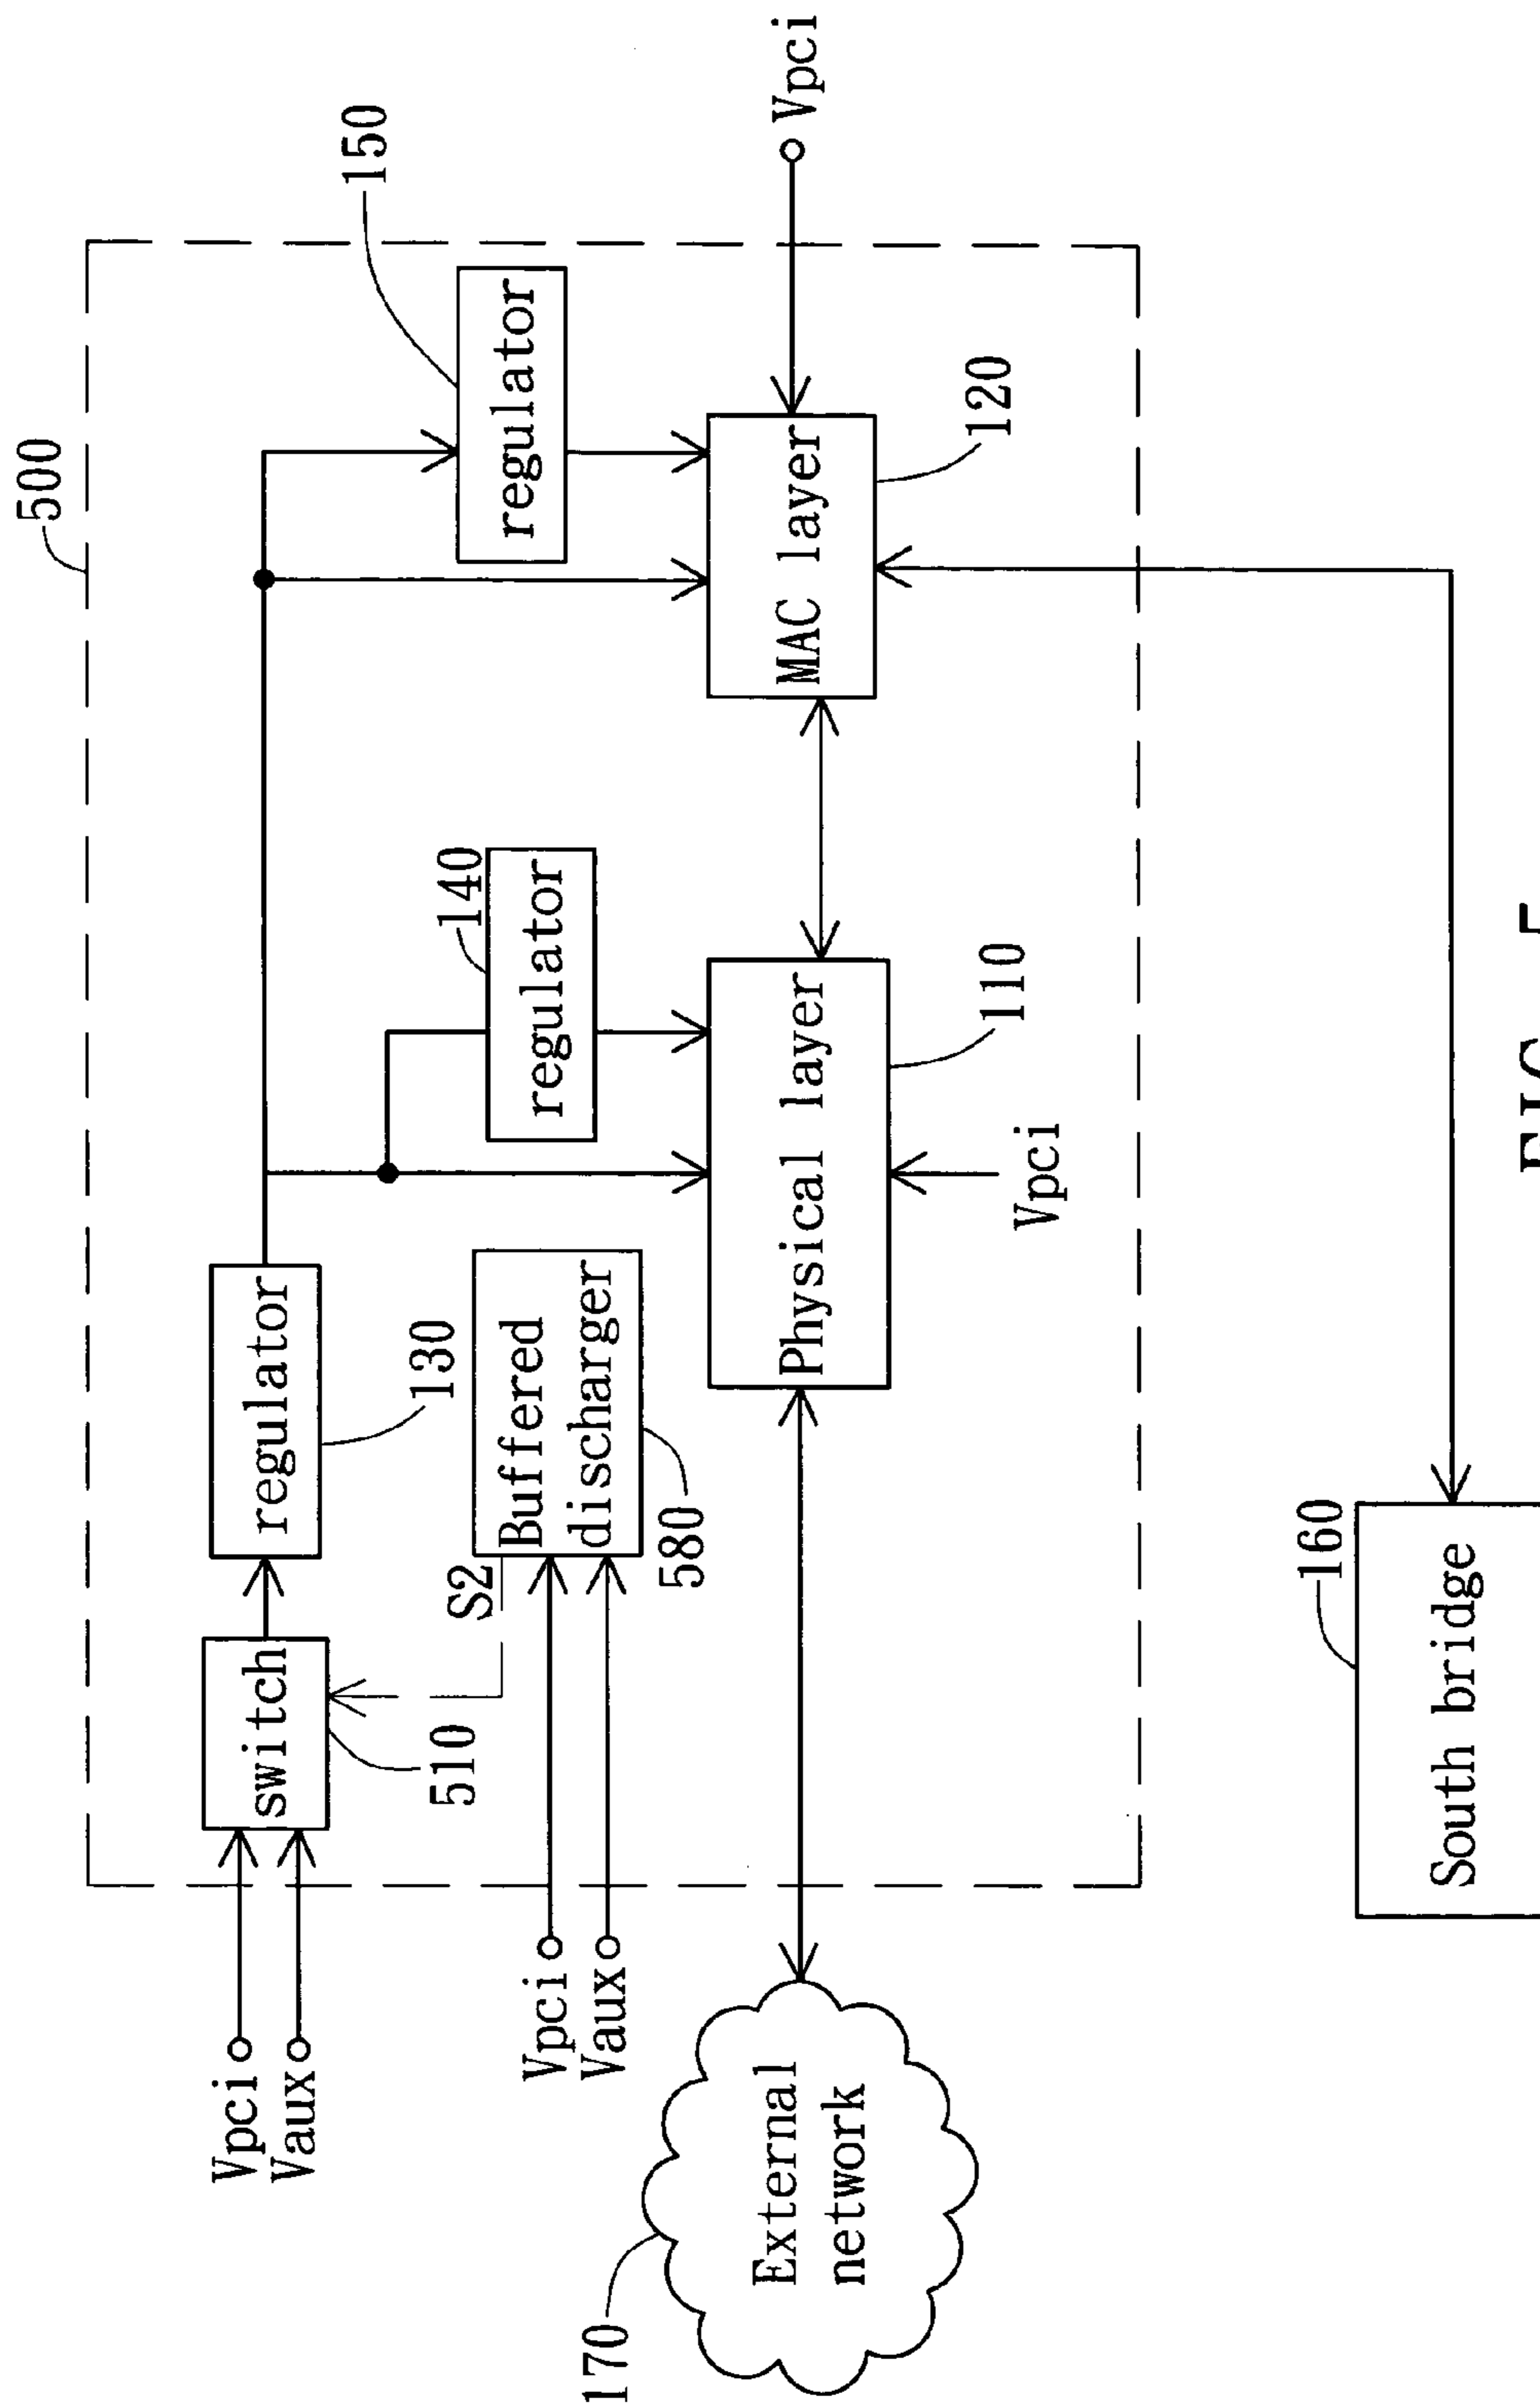 500
150
Vpci
Vaux
switch
510
regulator
130
140
regulator
regulator
S2
Vpci
Vaux
Buffered
discharger
580
170
External
network
Physical layer
110
Vpci
MAC layer
120
Vpci
160
South bridge